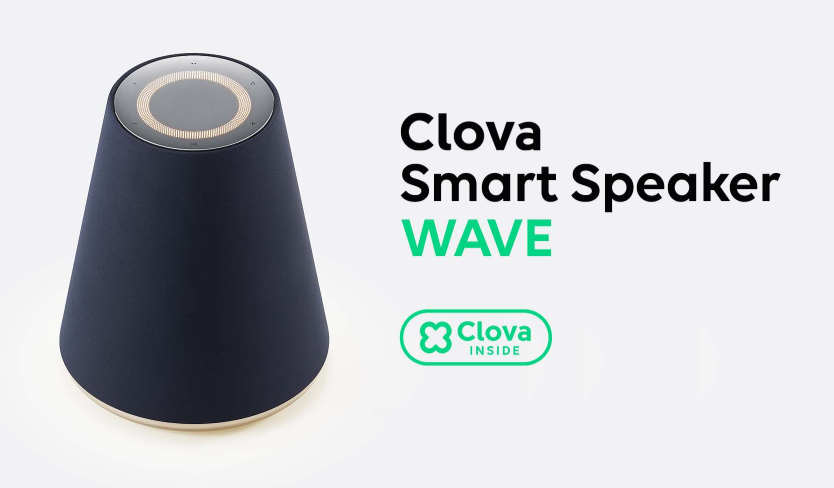 Clova
Smart Speaker
WAVE
Clova
INSIDE